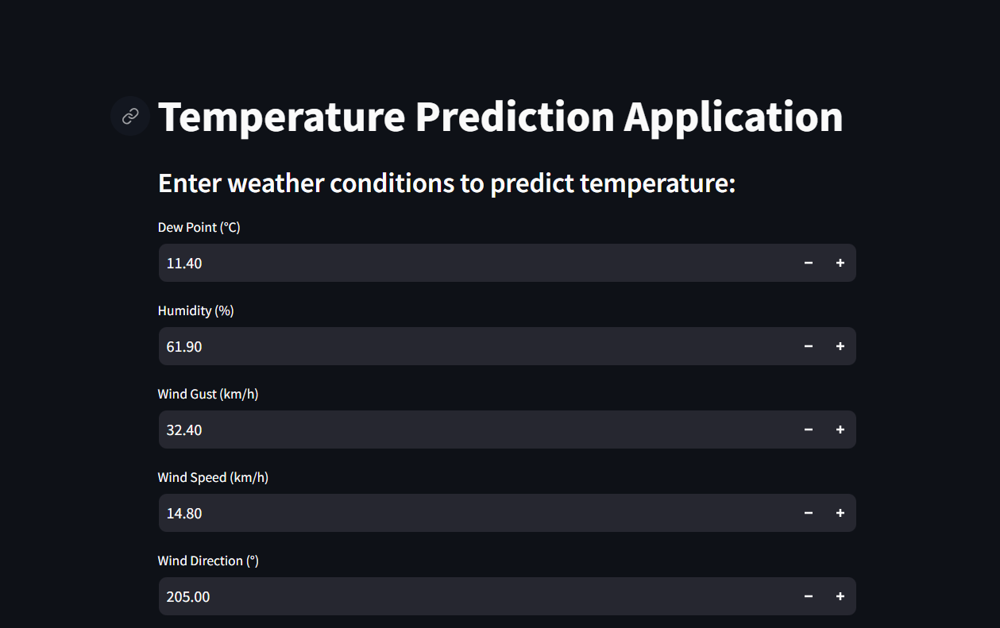 Temperature Prediction Application
Enter weather conditions to predict temperature:
Dew Point (°C)
11.40
Humidity (%)
61.90
Wind Gust (km/h)
32.40
Wind Speed (km/h)
14.80
Wind Direction (°)
205.00